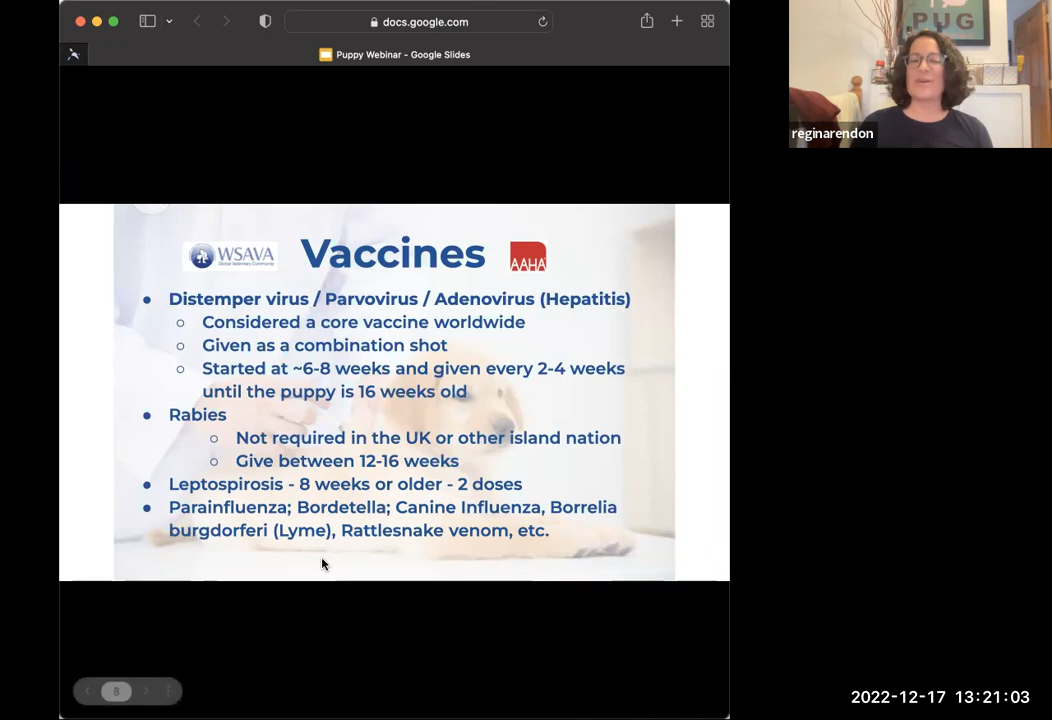 docs.google.com
Puppy Webinar - Google Slides
PUG
reginarendon
WSAVA
Global Veterinary Community
Vaccines
AAHA
● Distemper virus / Parvovirus / Adenovirus (Hepatitis)
○ Considered a core vaccine worldwide
○ Given as a combination shot
○ Started at ~6-8 weeks and given every 2-4 weeks
until the puppy is 16 weeks old
● Rabies
○ Not required in the UK or other island nation
○ Give between 12-16 weeks
● Leptospirosis - 8 weeks or older - 2 doses
● Parainfluenza; Bordetella; Canine Influenza, Borrelia
burgdorferi (Lyme), Rattlesnake venom, etc.
8
2022-12-17 13:21:03